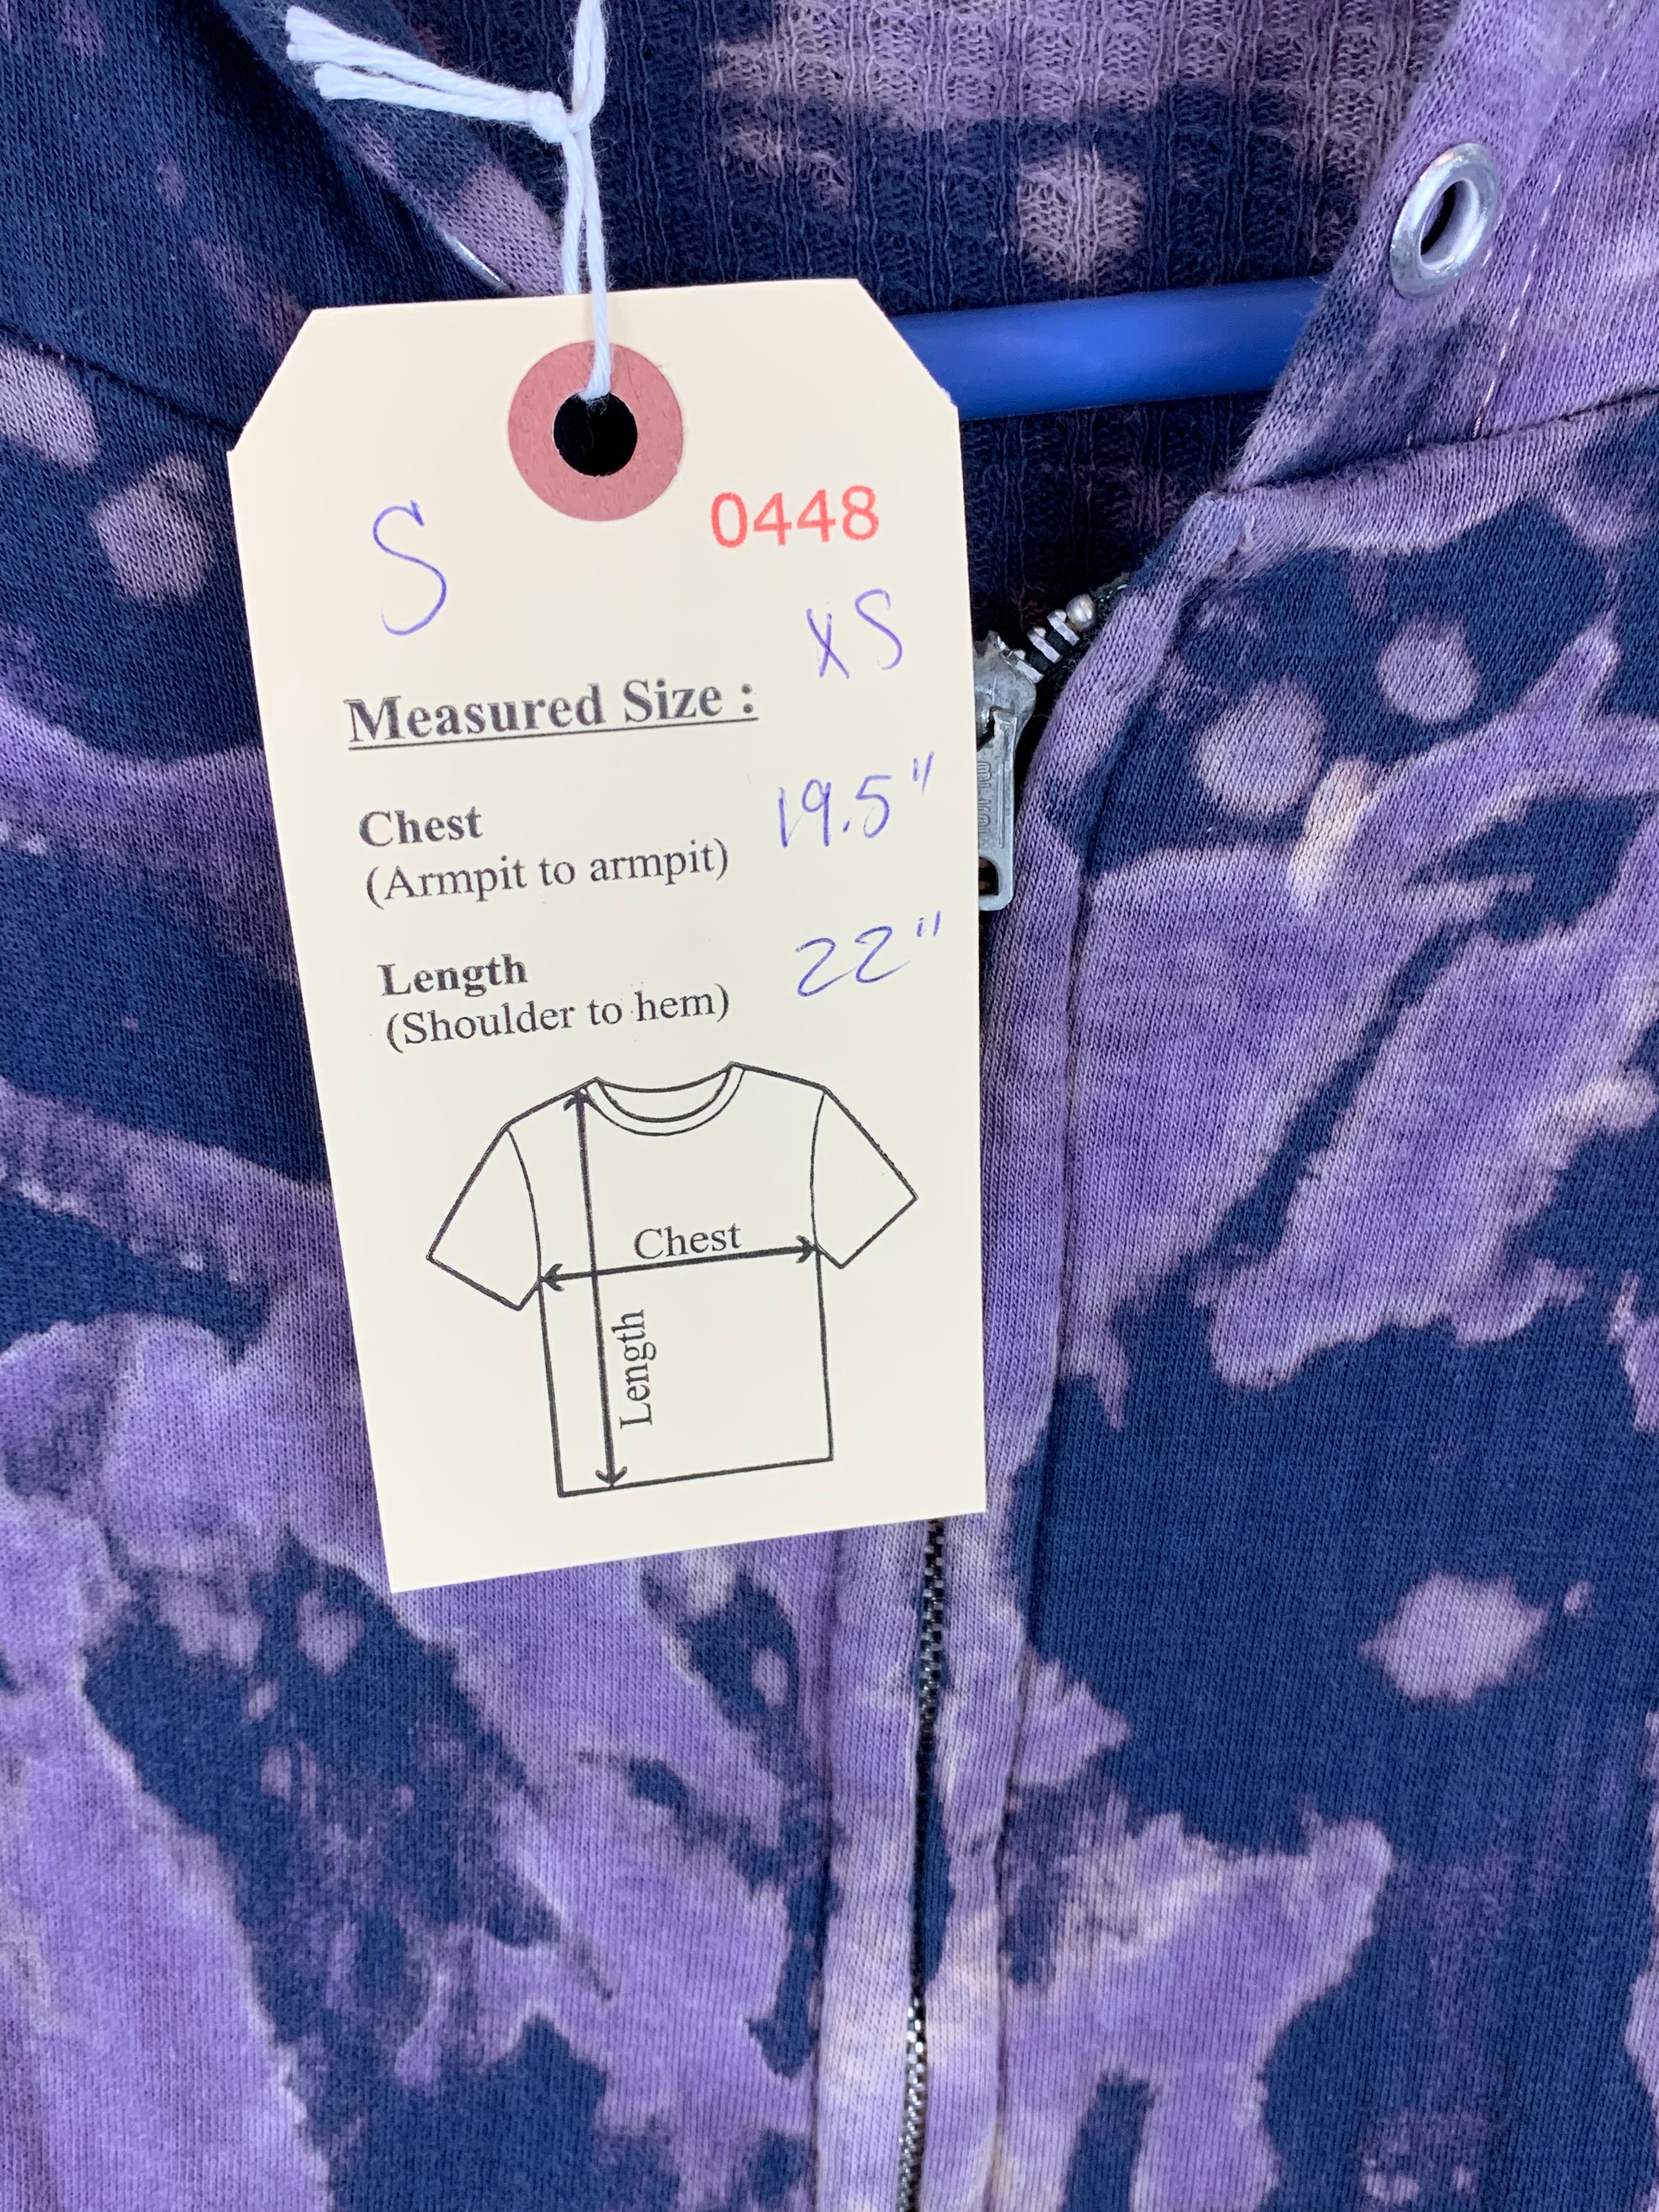 S
0448
XS
Measured Size :
Chest 19.5"
(Armpit to armpit)
Length 22"
(Shoulder to hem)
Chest
Length